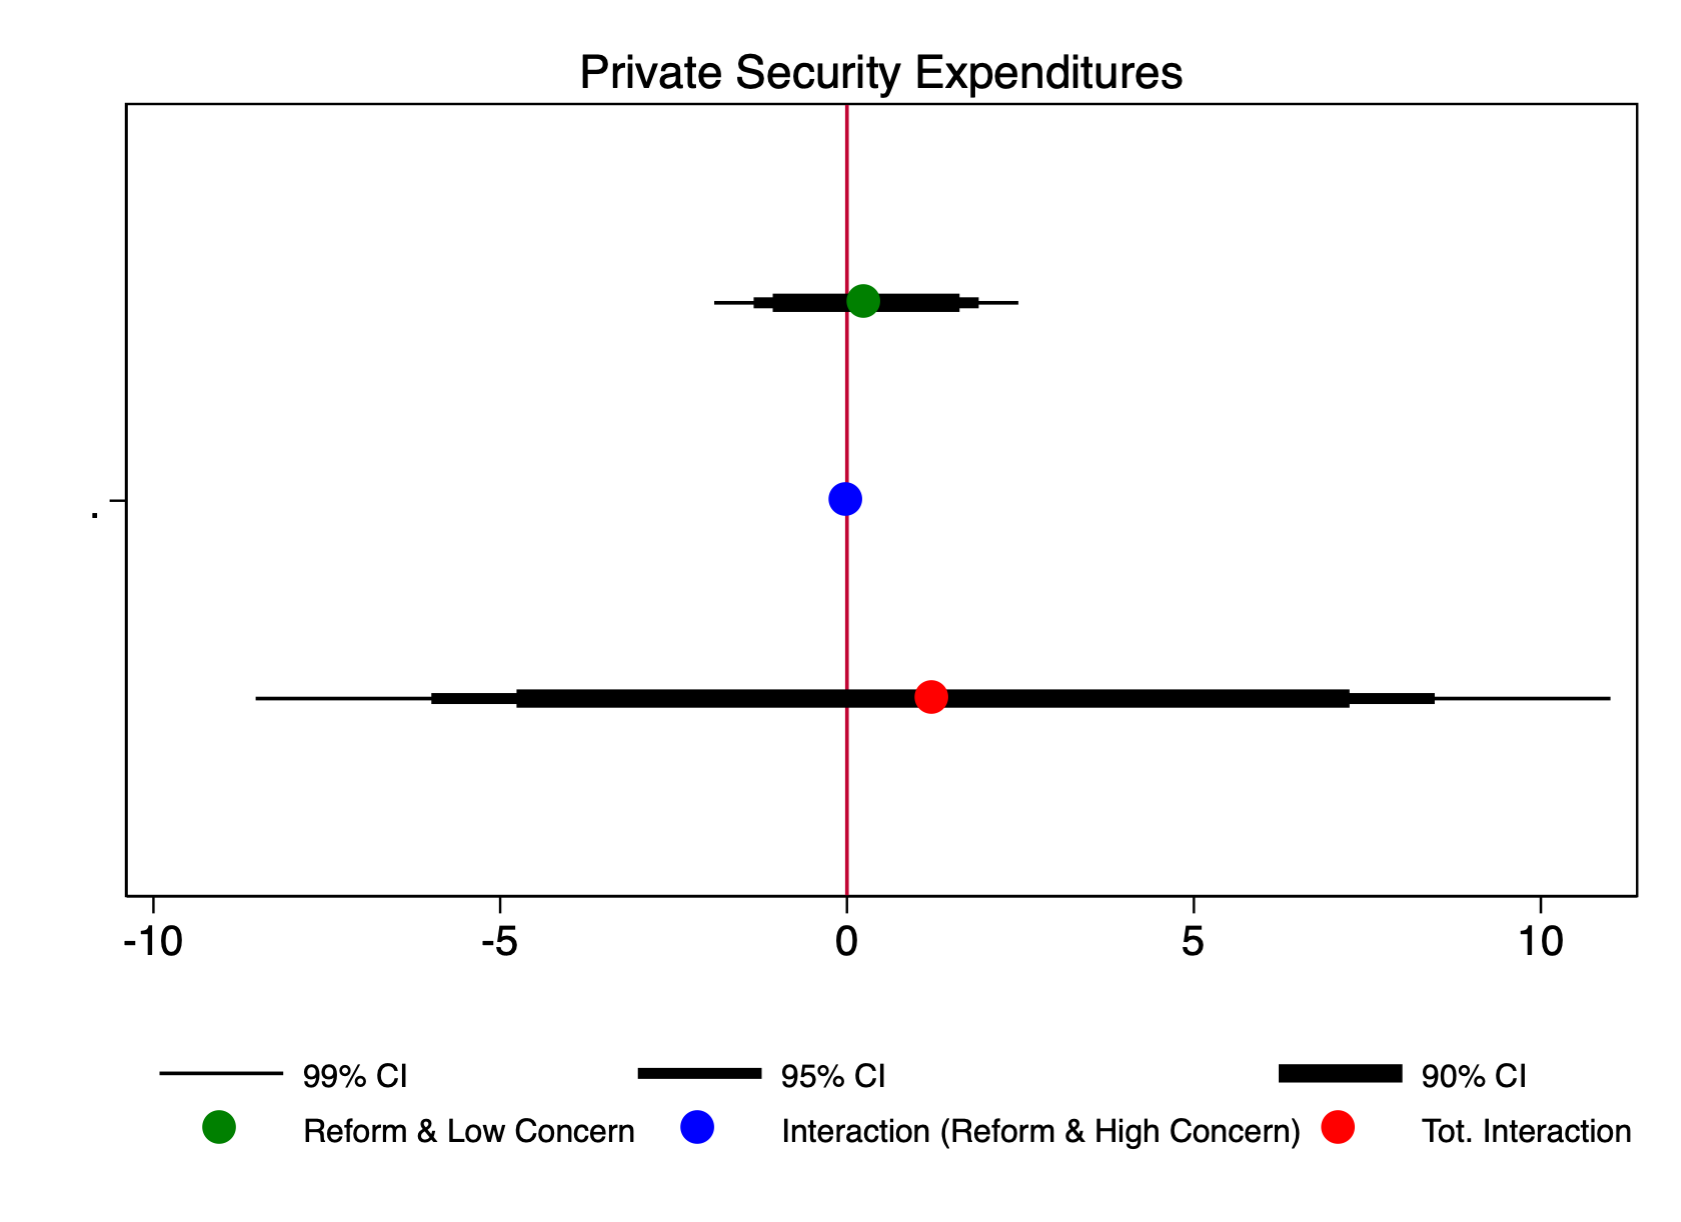 Private Security Expenditures
.
-10 -5 0 5 10
99% CI 95% CI 90% CI
Reform & Low Concern Interaction (Reform & High Concern) Tot. Interaction